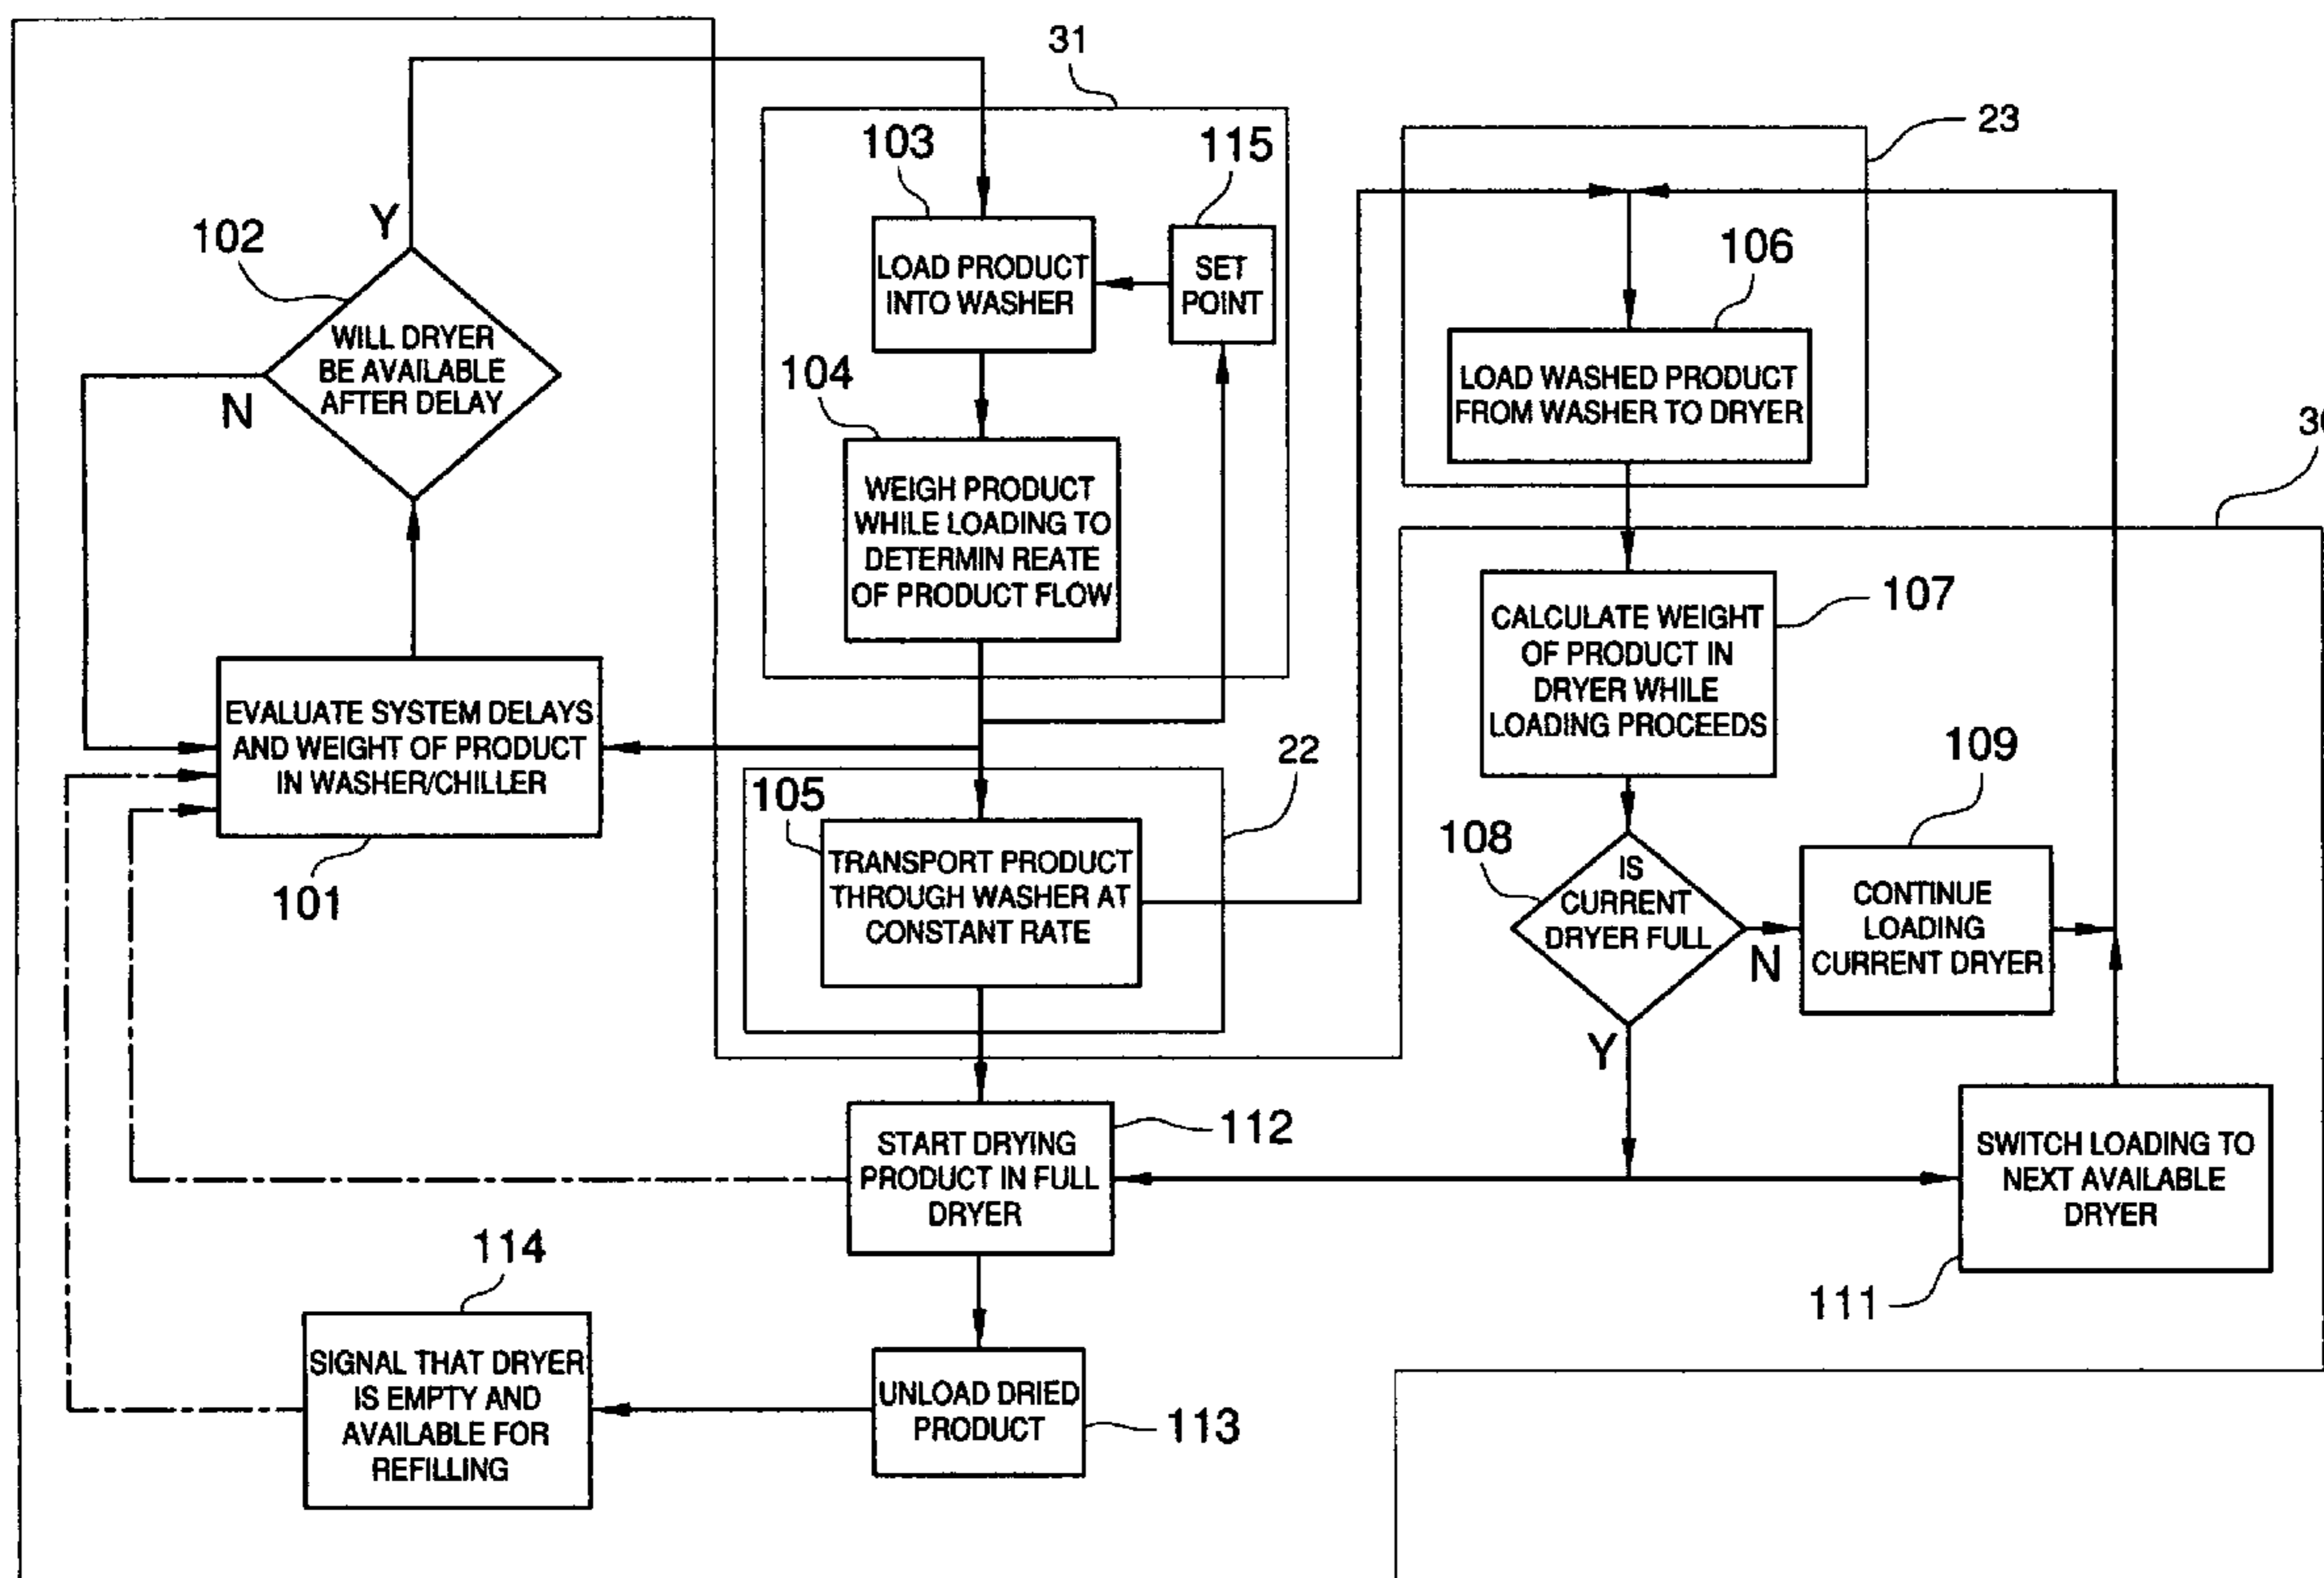 31
23
103
115
102
Y
LOAD PRODUCT
INTO WASHER
SET
POINT
106
WILL DRYER
BE AVAILABLE
AFTER DELAY
N
104
LOAD WASHED PRODUCT
FROM WASHER TO DRYER
WEIGH PRODUCT
WHILE LOADING TO
DETERMIN REATE
OF PRODUCT FLOW
107
CALCULATE WEIGHT
OF PRODUCT IN
DRYER WHILE
LOADING PROCEEDS
EVALUATE SYSTEM DELAYS
AND WEIGHT OF PRODUCT
IN WASHER/CHILLER
101
22
105
TRANSPORT PRODUCT
THROUGH WASHER AT
CONSTANT RATE
108
IS
CURRENT
DRYER FULL
N
Y
109
CONTINUE
LOADING
CURRENT DRYER
112
START DRYING
PRODUCT IN FULL
DRYER
SWITCH LOADING TO
NEXT AVAILABLE
DRYER
111
114
SIGNAL THAT DRYER
IS EMPTY AND
AVAILABLE FOR
REFILLING
UNLOAD DRIED
PRODUCT
113